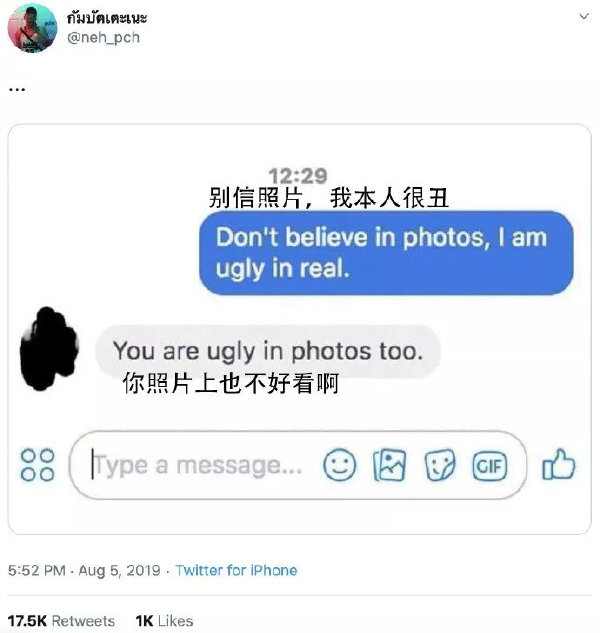 กัมบัตเตะเนะ
@neh_pch
...
12:29
别信照片，我本人很丑
Don't believe in photos, I am
ugly in real.
You are ugly in photos too.
你照片上也不好看啊
Type a message...
GIF
5:52 PM · Aug 5, 2019 · Twitter for iPhone
17.5K Retweets 1K Likes